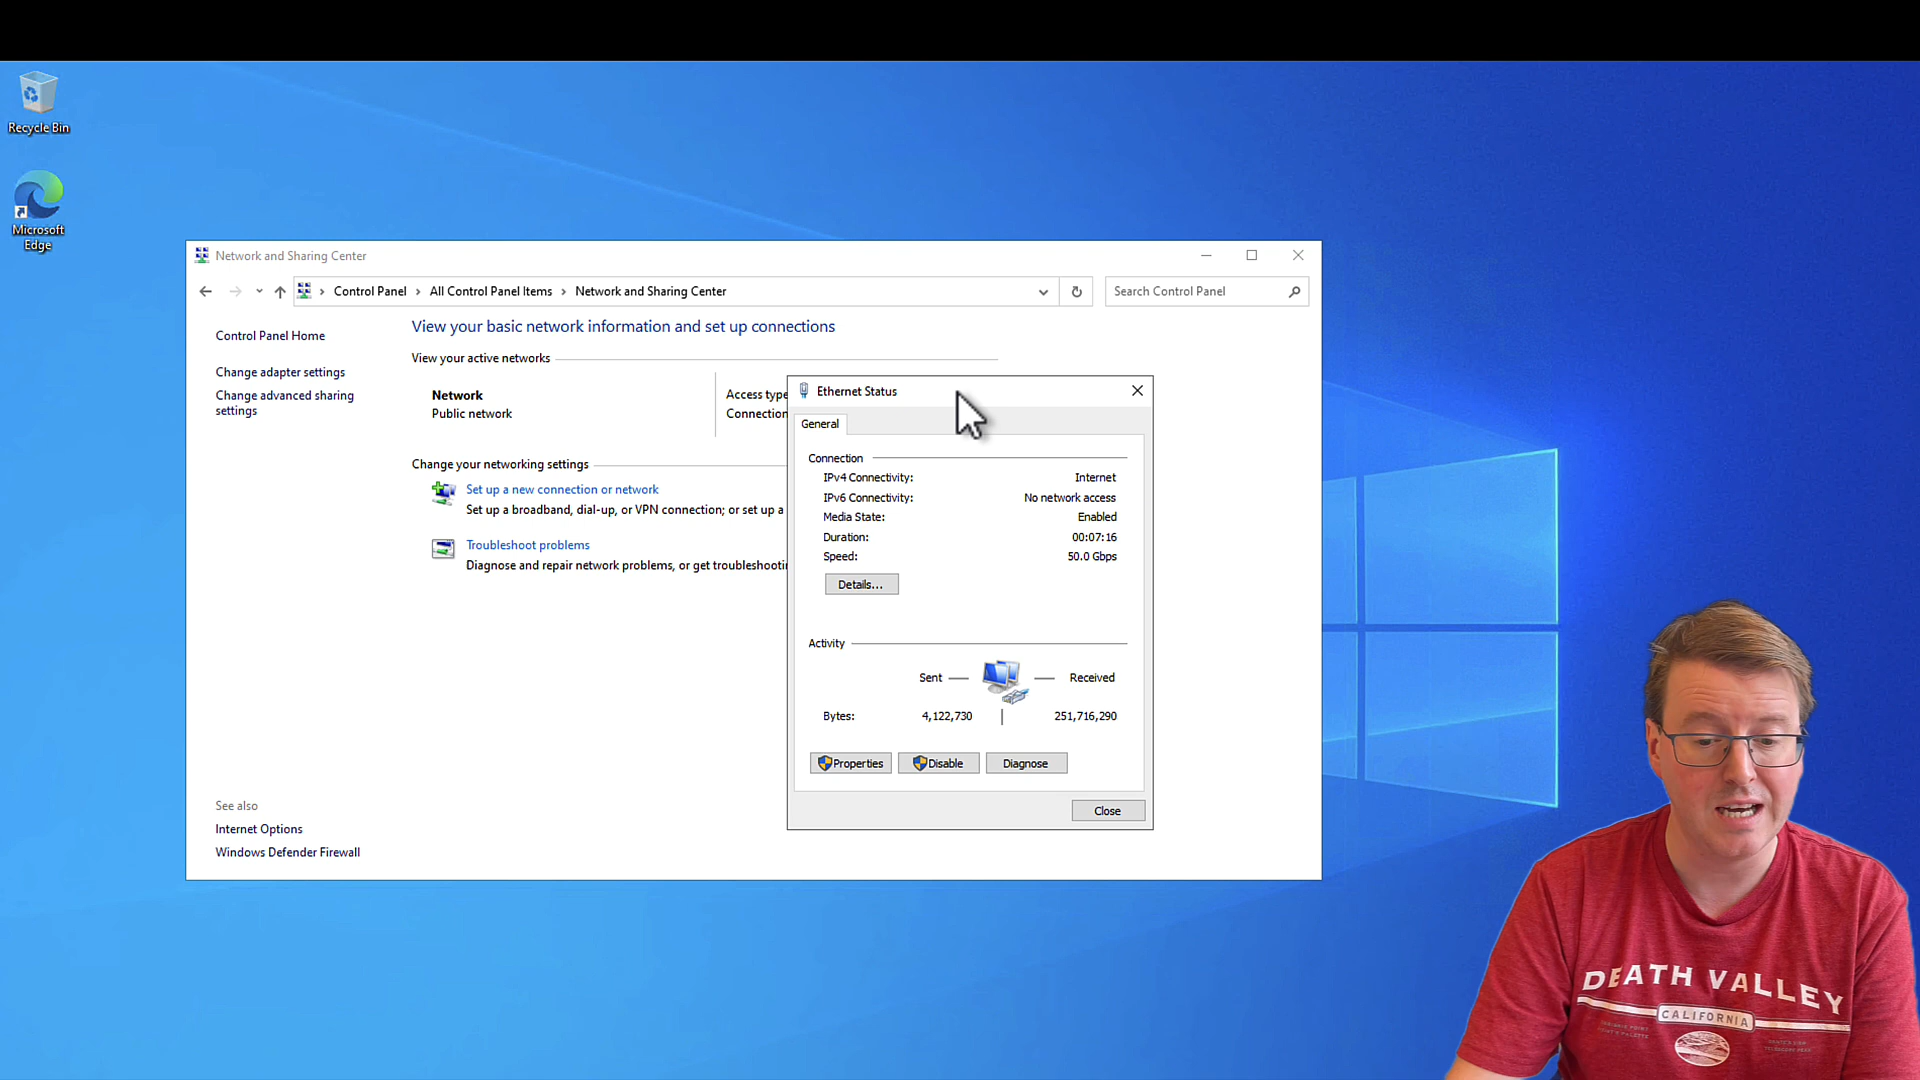 Recycle Bin
Microsoft
Edge
Network and Sharing Center
Control Panel > All Control Panel Items > Network and Sharing Center
Search Control Panel
Control Panel Home
Change adapter settings
Change advanced sharing
settings
View your basic network information and set up connections
View your active networks
Network
Public network
Access type
Connection
Change your networking settings
Set up a new connection or network
Set up a broadband, dial-up, or VPN connection; or set up a
Troubleshoot problems
Diagnose and repair network problems, or get
See also
Internet Options
Windows Defender Firewall
Ethernet Status
General
Connection
IPv4 Connectivity: Internet
IPv6 Connectivity: No network access
Media State: Enabled
Duration: 00:07:16
Speed: 50.0 Gbps
Details...
Activity
Sent — — Received
Bytes: 4,122,730 | 251,716,290
Properties Disable Diagnose
Close
DEATH VALLEY
CALIFORNIA